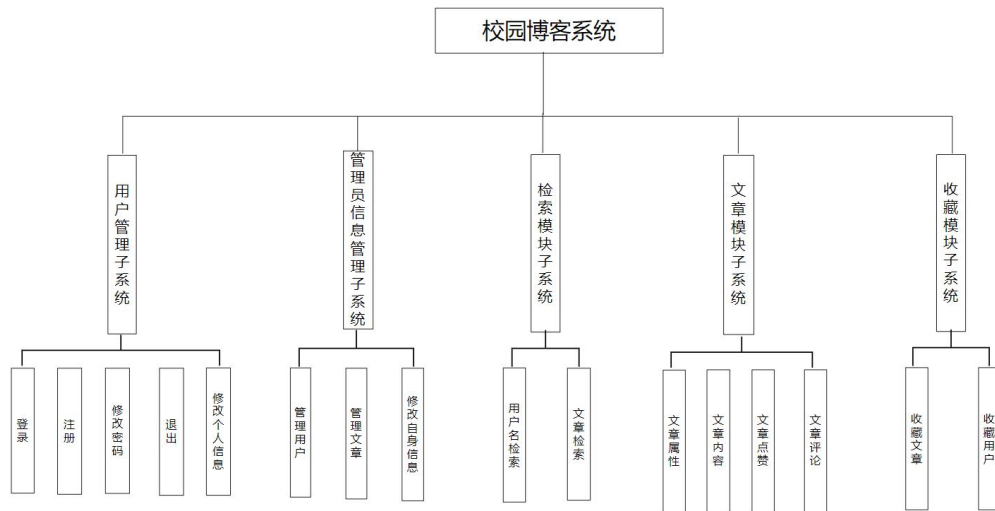 校园博客系统
用户管理子系统
管理员信息管理子系统
检索模块子系统
文章模块子系统
收藏模块子系统
登录
注册
修改密码
退出
修改个人信息
管理用户
管理文章
修改自身信息
用户名检索
文章检索
文章属性
文章内容
文章点赞
文章评论
收藏文章
收藏用户